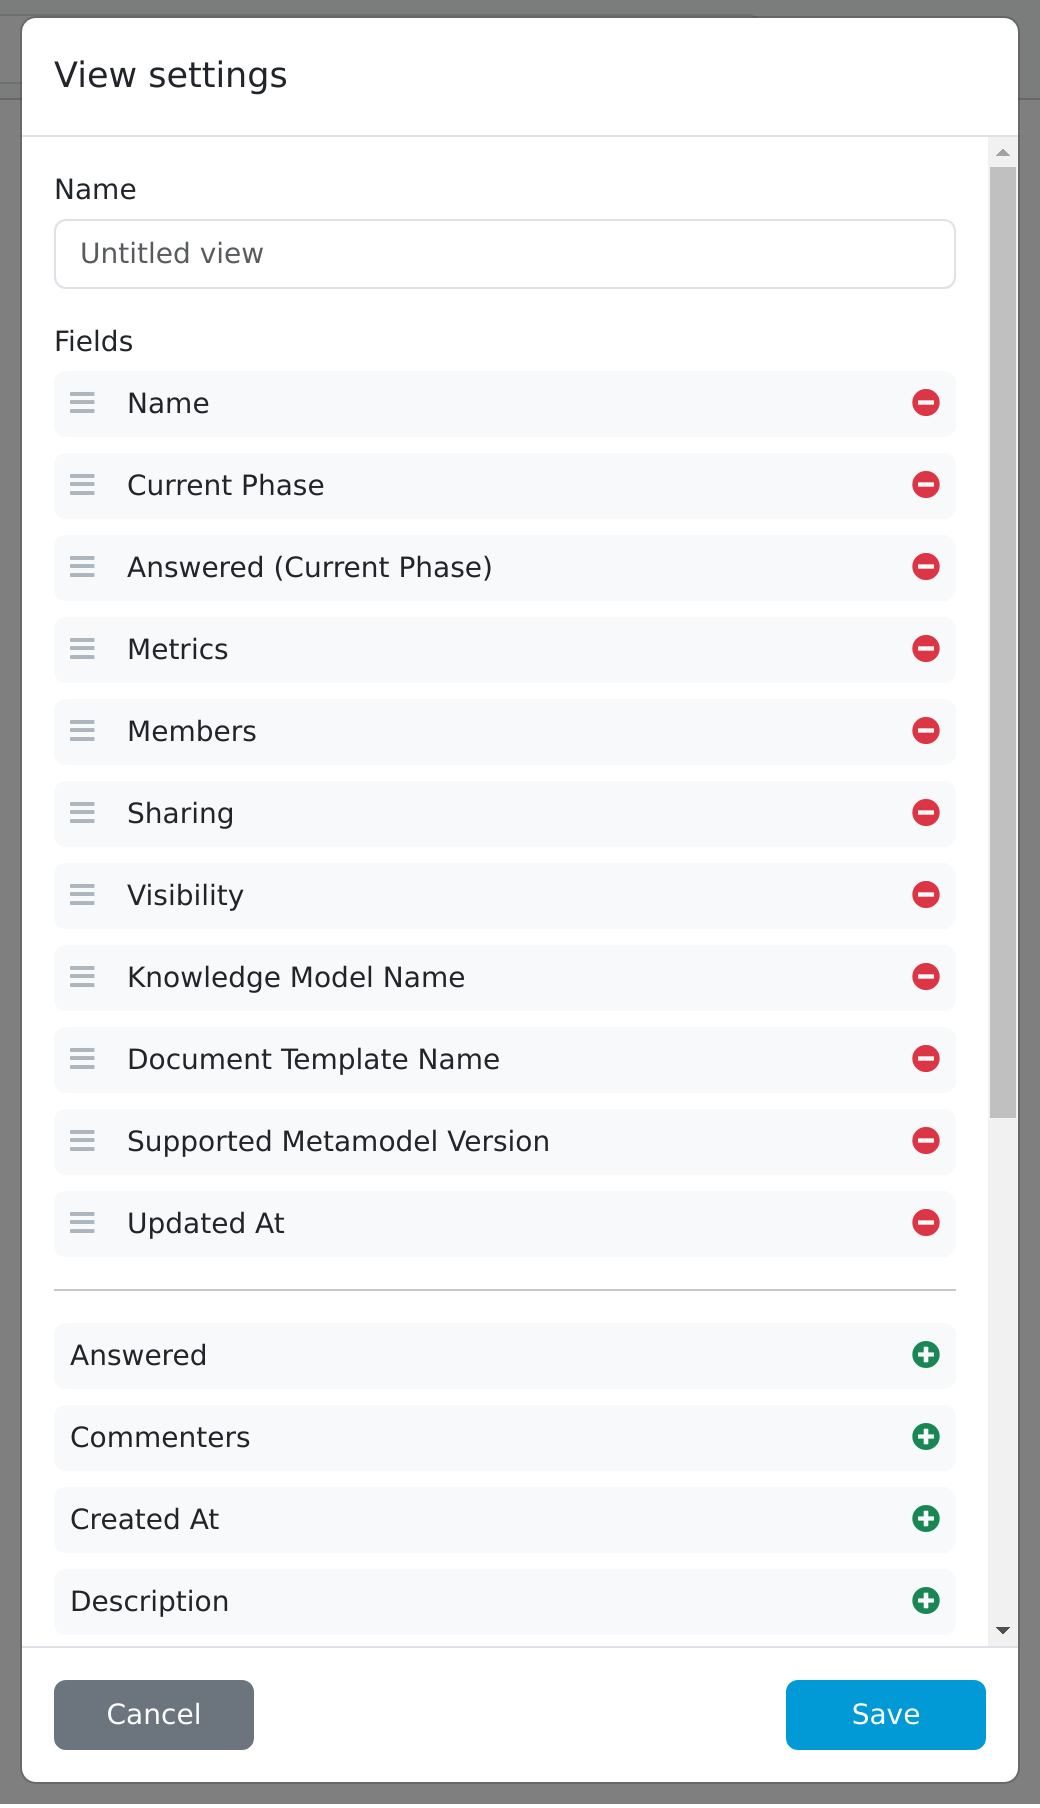 View settings
Name
Untitled view
Fields
Name
Current Phase
Answered (Current Phase)
Metrics
Members
Sharing
Visibility
Knowledge Model Name
Document Template Name
Supported Metamodel Version
Updated At
Answered
Commenters
Created At
Description
Cancel
Save